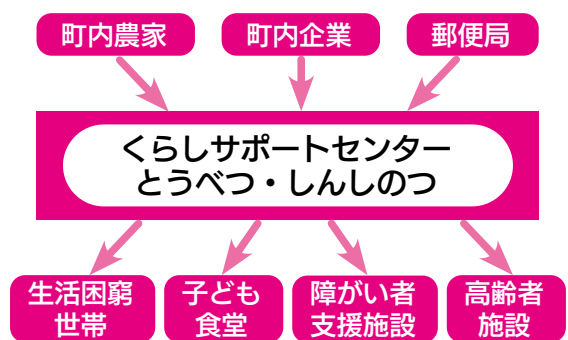 町内農家
町内企業
郵便局
くらしサポートセンター
とうべつ・しんしのつ
生活困窮
世帯
子ども
食堂
障がい者
支援施設
高齢者
施設